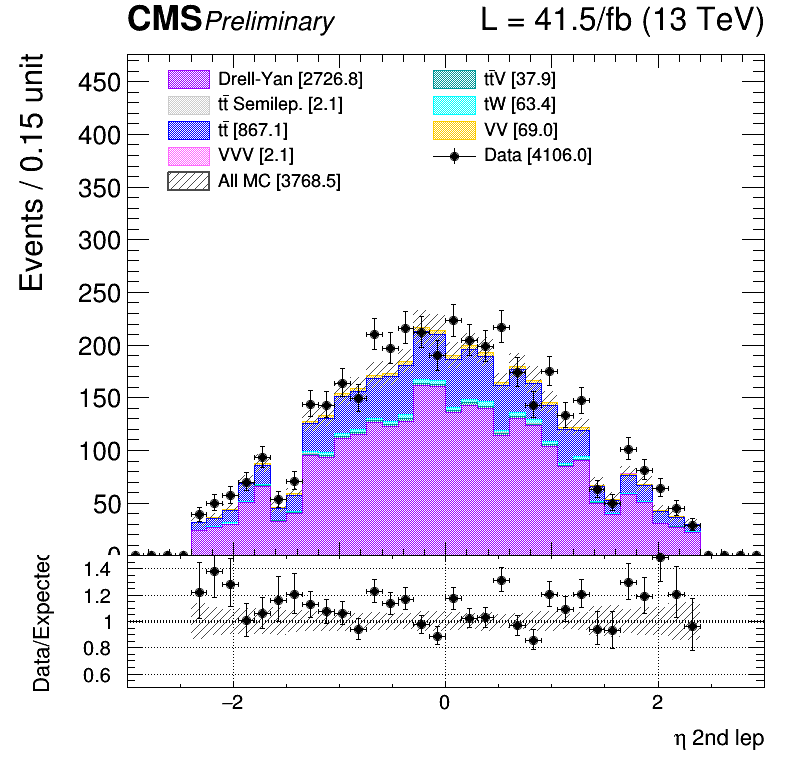 CMS Preliminary L = 41.5/fb (13 TeV)
Events / 0.15 unit
450
400
350
300
250
200
150
100
50
0
Drell-Yan [2726.8]
tt̄ Semilep. [2.1]
tt̄ [867.1]
VVV [2.1]
All MC [3768.5]
tt̄V [37.9]
tW [63.4]
VV [69.0]
Data [4106.0]
Data/Expected
1.4
1.2
1
0.8
0.6
−2 0 2
η 2nd lep